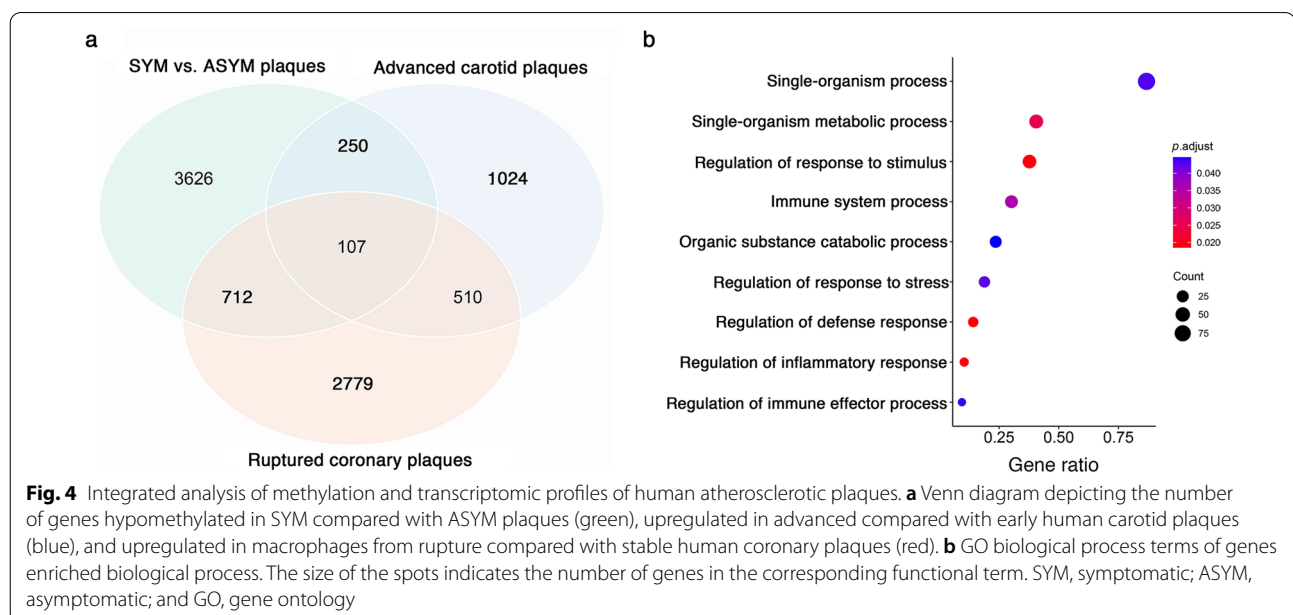 a
SYM vs. ASYM plaques
Advanced carotid plaques
250
3626
1024
107
712
510
2779
Ruptured coronary plaques
b
Single-organism process
Single-organism metabolic process
Regulation of response to stimulus
Immune system process
Organic substance catabolic process
Regulation of response to stress
Regulation of defense response
Regulation of inflammatory response
Regulation of immune effector process
0.25 0.50 0.75
Gene ratio
p.adjust
0.040
0.035
0.030
0.025
0.020
Count
25
50
75
Fig. 4 Integrated analysis of methylation and transcriptomic profiles of human atherosclerotic plaques. a Venn diagram depicting the number
of genes hypomethylated in SYM compared with ASYM plaques (green), upregulated in advanced compared with early human carotid plaques
(blue), and upregulated in macrophages from rupture compared with stable human coronary plaques (red). b GO biological process terms of genes
enriched biological process. The size of the spots indicates the number of genes in the corresponding functional term. SYM, symptomatic; ASYM,
asymptomatic; and GO, gene ontology